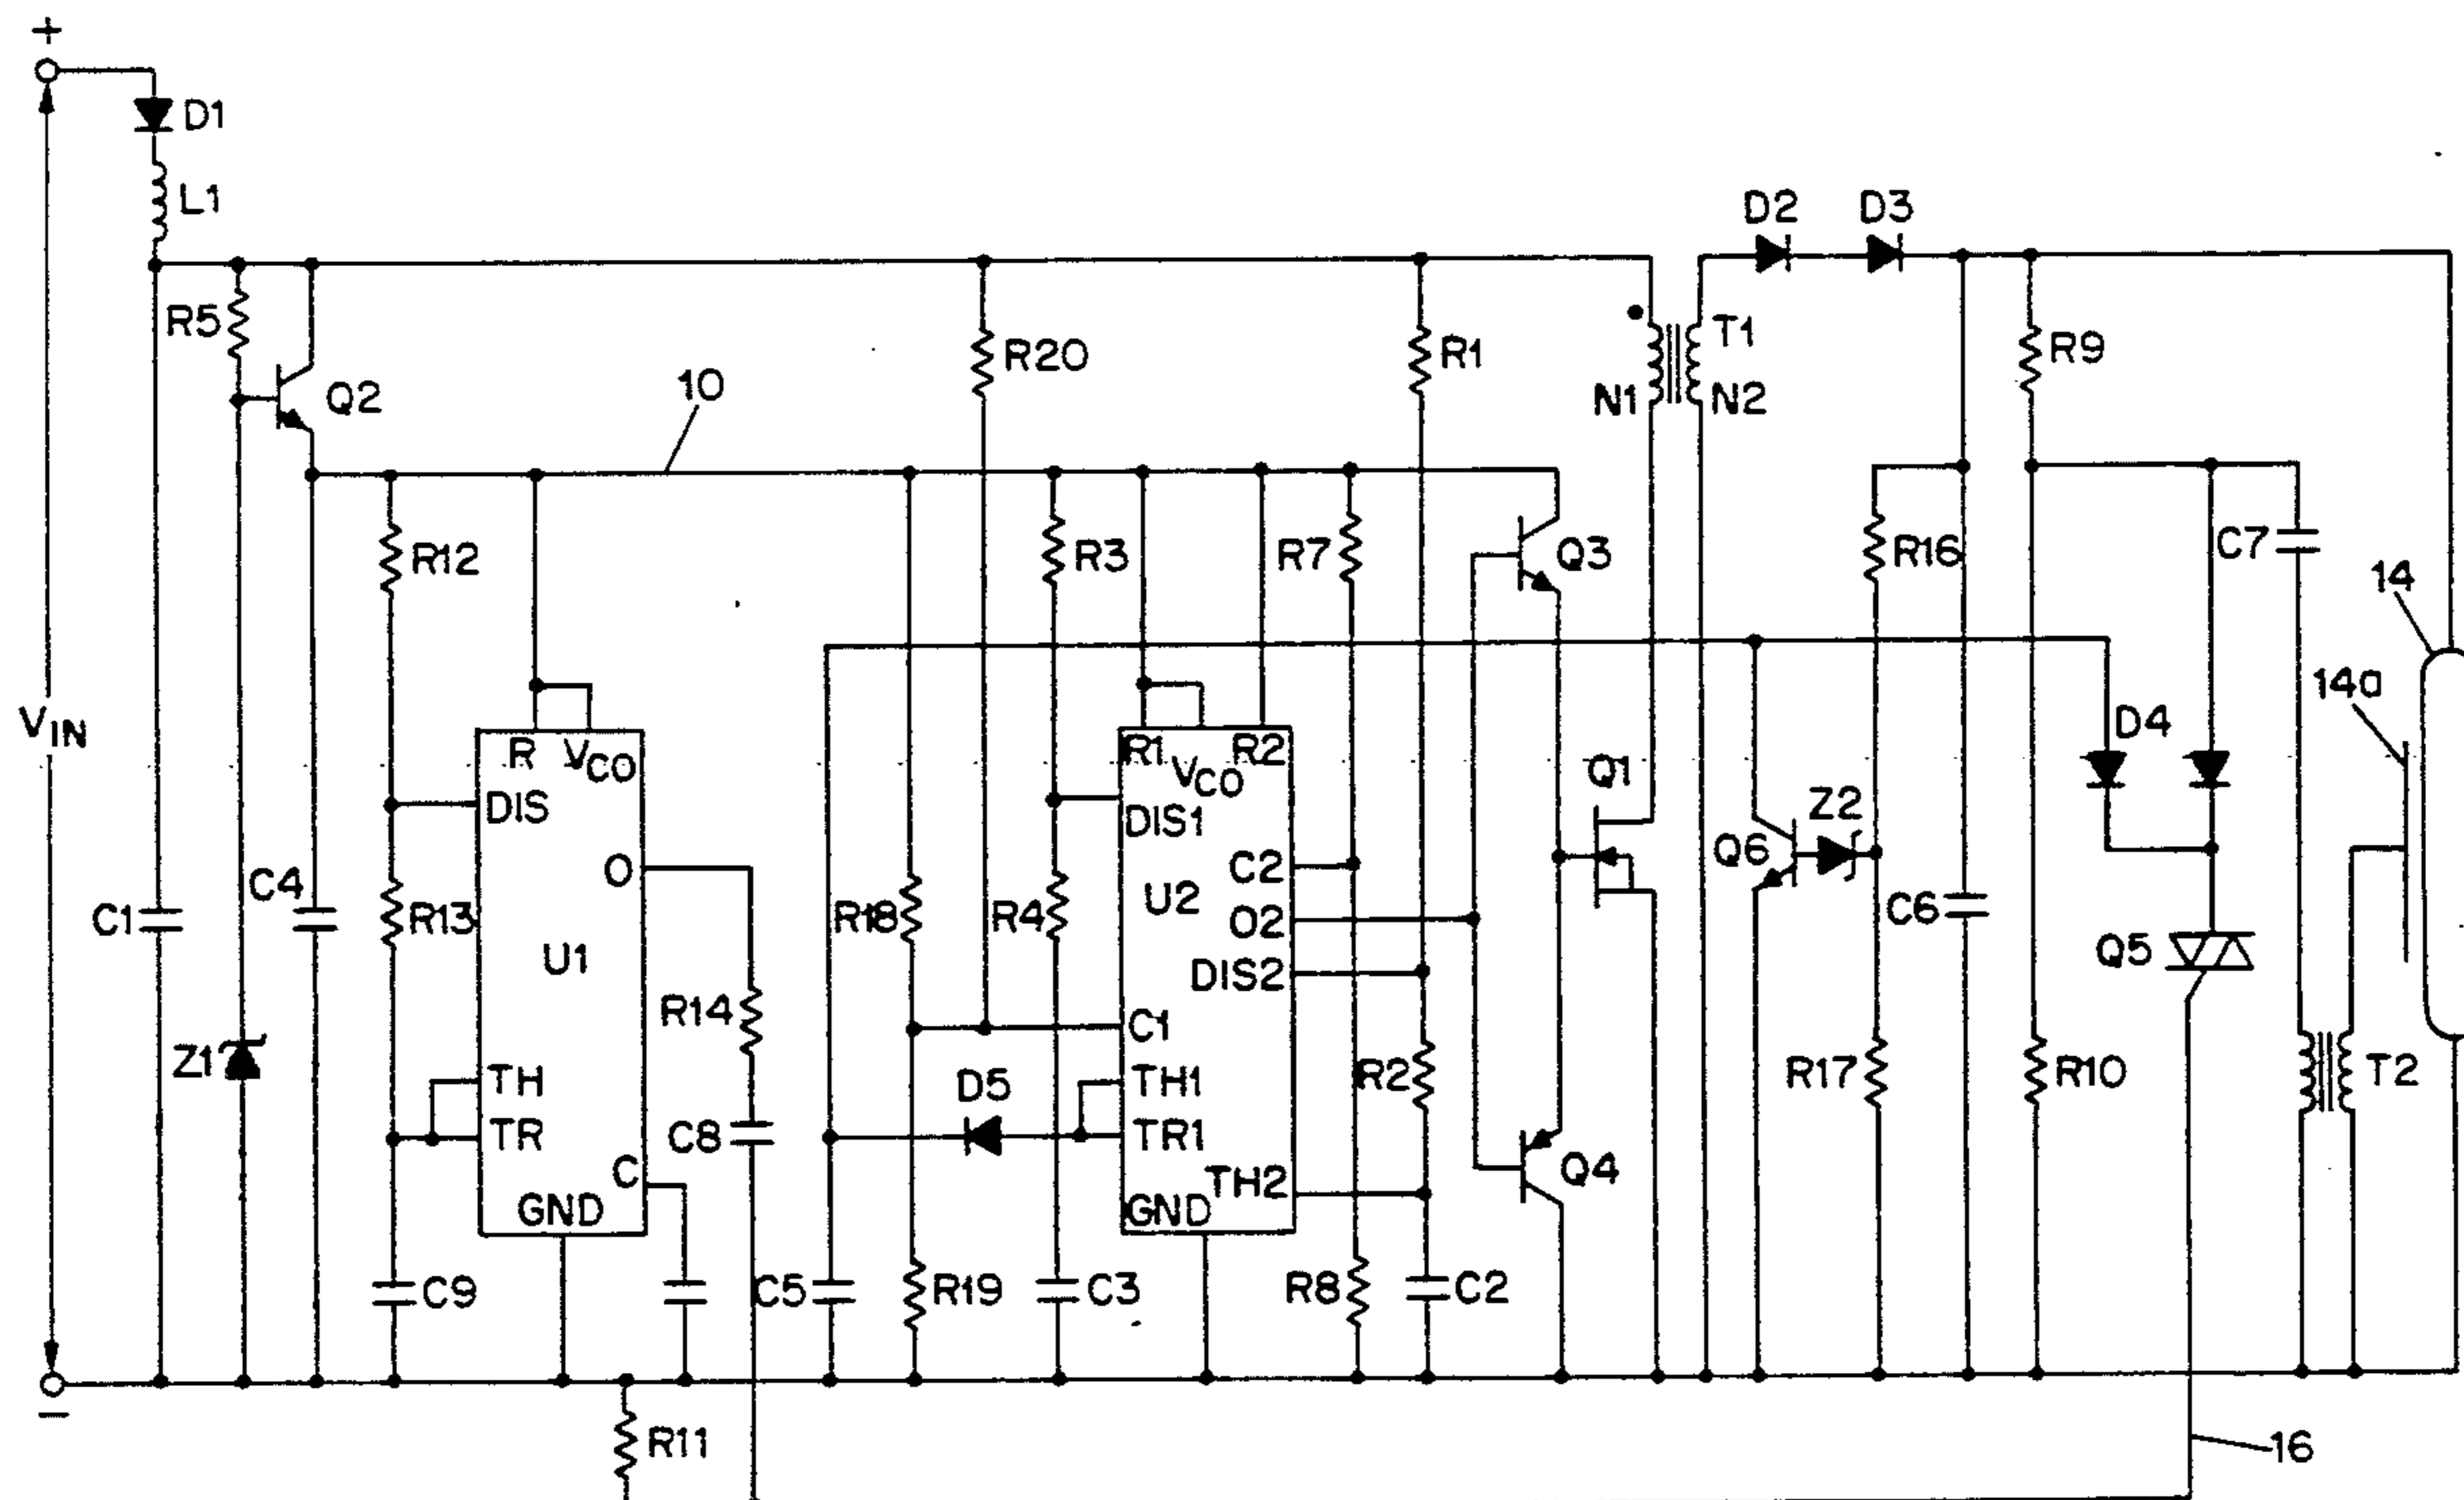 +
D1
L1
D2 D3
R5
R20
R1
T1
R9
Q2
10
N1 N2
R12
R3
R7
Q3
R16
C7
14
14a
VIN
R VCO
R1 VCO R2
D4
DIS
DIS1
Q1
Z2
Q6
O
C2
C1
C4
R13
R18
R4
U2
O2
C6
U1
DIS2
Q5
R14
C1
Z1
TH
D5
TH1
R2
R17
R10
T2
TR
C8
TR1
C
TH2
Q4
GND
GND
C9
C5
R19
C3
R8
C2
–
R11
16